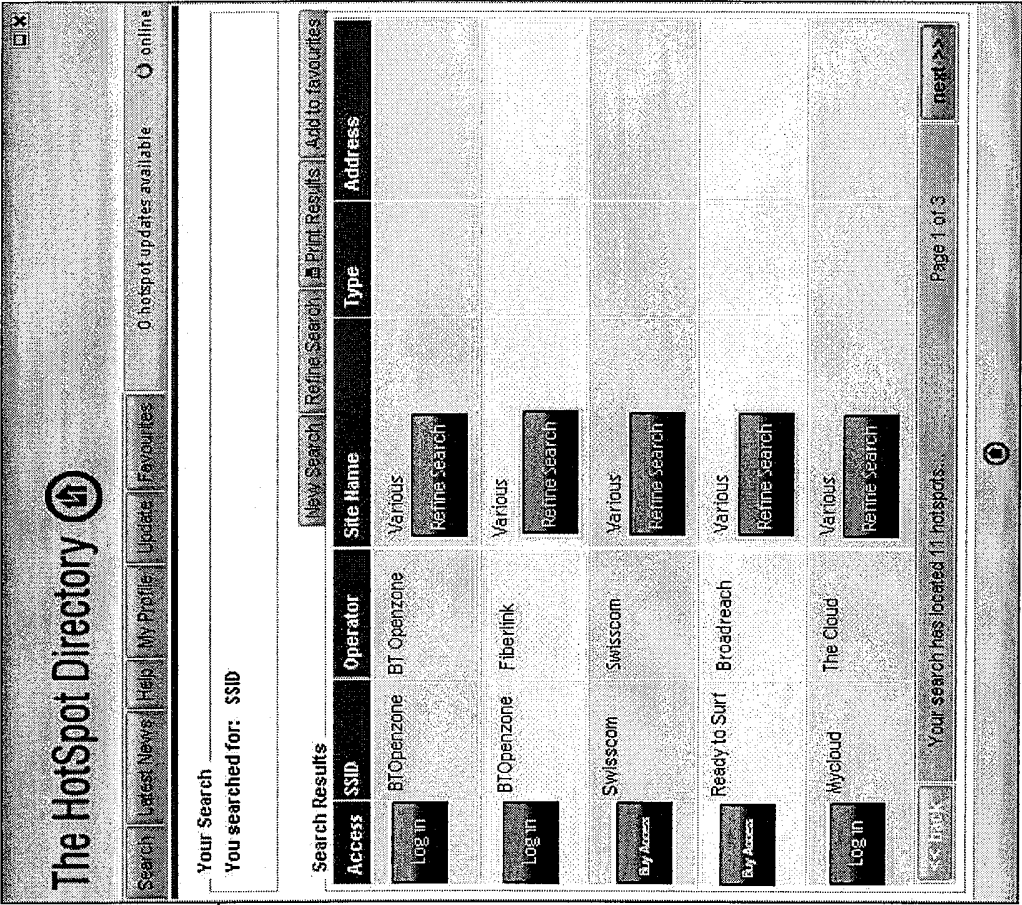 The HotSpot Directory
Search Latest News Help My Profile Update Favourites 0 hotspot updates available online
Your Search
You searched for: SSID
Search Results
New Search Refine Search Print Results Add to favourites
Access SSID Operator Site Name Type Address
Log in BTOpenzone BT Openzone Various Refine Search
Log in BTOpenzone Fiberlink Various Refine Search
Buy Access Swisscom Swisscom Various Refine Search
Buy Access Ready to Surf Broadreach Various Refine Search
Log in Mycloud The Cloud Various Refine Search
<< back Your search has located 11 hotspots... Page 1 of 3 next >>